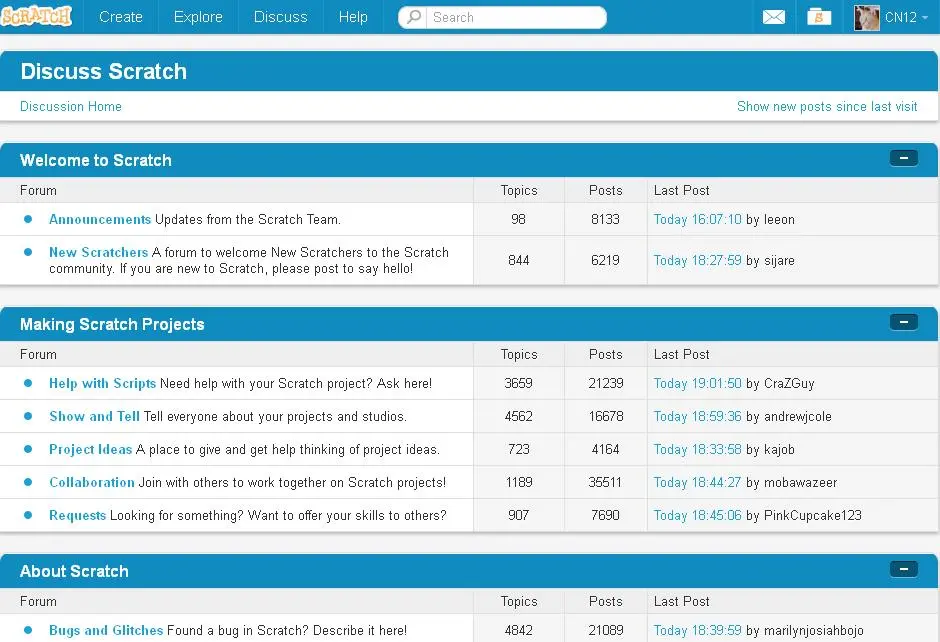 SCRATCH Create Explore Discuss Help Search CN12
Discuss Scratch
Discussion Home Show new posts since last visit
Welcome to Scratch
Forum Topics Posts Last Post
Announcements Updates from the Scratch Team. 98 8133 Today 16:07:10 by leeon
New Scratchers A forum to welcome New Scratchers to the Scratch
community. If you are new to Scratch, please post to say hello! 844 6219 Today 18:27:59 by sijare
Making Scratch Projects
Forum Topics Posts Last Post
Help with Scripts Need help with your Scratch project? Ask here! 3659 21239 Today 19:01:50 by CraZGuy
Show and Tell Tell everyone about your projects and studios. 4562 16678 Today 18:59:36 by andrewjcole
Project Ideas A place to give and get help thinking of project ideas. 723 4164 Today 18:33:58 by kajob
Collaboration Join with others to work together on Scratch projects! 1189 35511 Today 18:44:27 by mobawazeer
Requests Looking for something? Want to offer your skills to others? 907 7690 Today 18:45:06 by PinkCupcake123
About Scratch
Forum Topics Posts Last Post
Bugs and Glitches Found a bug in Scratch? Describe it here! 4842 21089 Today 18:39:59 by marilynjosiahbojo